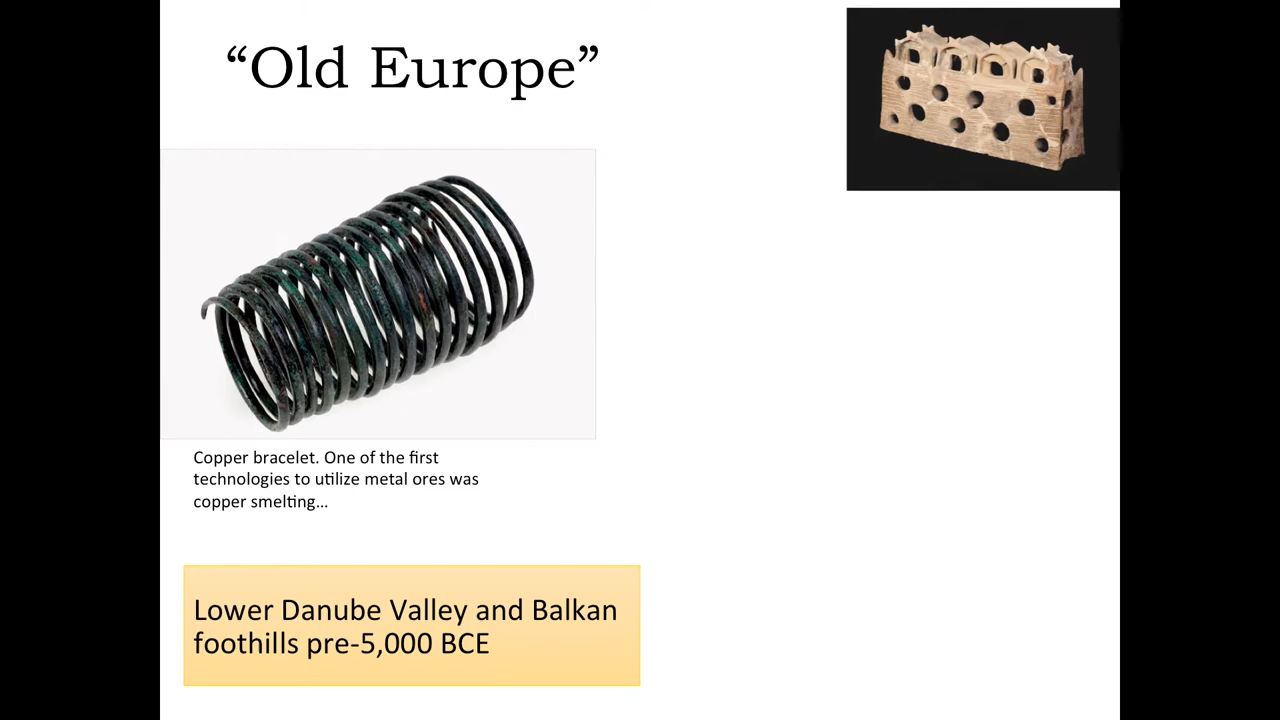 “Old Europe”
Copper bracelet. One of the first
technologies to utilize metal ores was
copper smelting...
Lower Danube Valley and Balkan
foothills pre-5,000 BCE